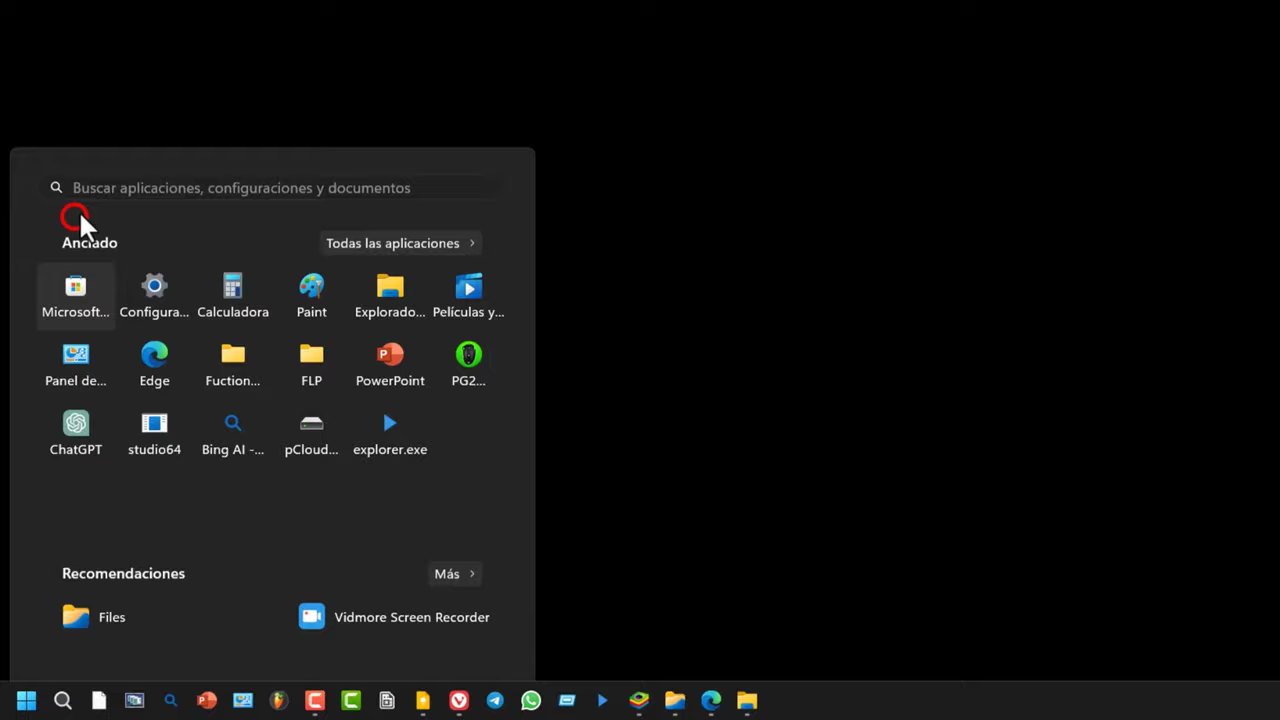 Buscar aplicaciones, configuraciones y documentos
Anclado
Todas las aplicaciones
Microsoft...
Configura...
Calculadora
Paint
Explorado...
Películas y...
Panel de...
Edge
Fuction...
FLP
PowerPoint
PG2...
ChatGPT
studio64
Bing AI -...
pCloud...
explorer.exe
Recomendaciones
Más
Files
Vidmore Screen Recorder